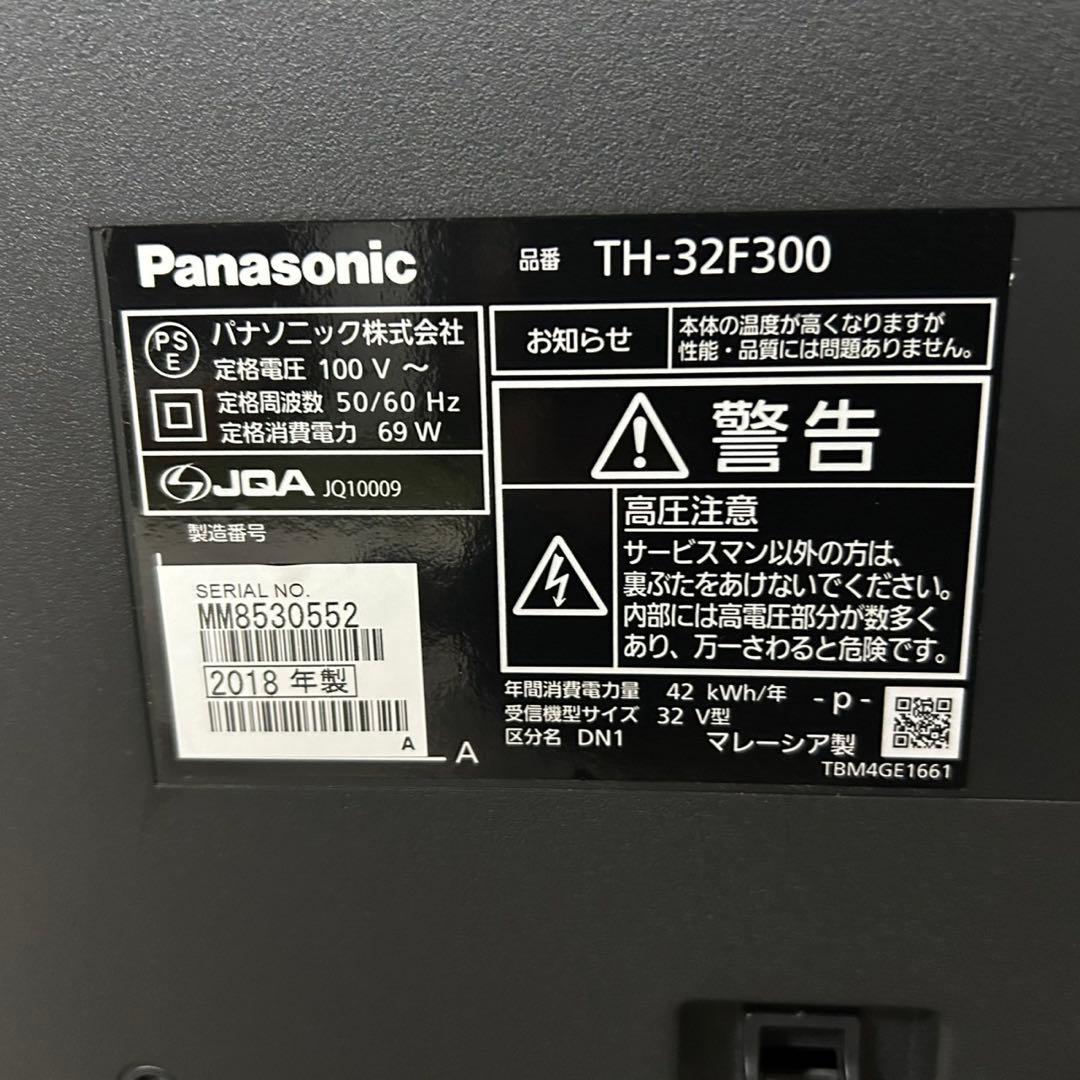 Panasonic
品番 TH-32F300
PS
E
パナソニック株式会社
定格電圧 100 V ～
定格周波数 50/60 Hz
定格消費電力 69 W
JQA JQ10009
製造番号
SERIAL NO.
MM8530552
2018 年製
A
A
お知らせ
本体の温度が高くなりますが
性能・品質には問題ありません。
警告
高圧注意
サービスマン以外の方は、
裏ぶたをあけないでください。
内部には高電圧部分が数多く
あり、万一さわると危険です。
年間消費電力量 42 kWh/年
受信機型サイズ 32 V型
区分名 DN1
- p -
マレーシア製
TBM4GE1661